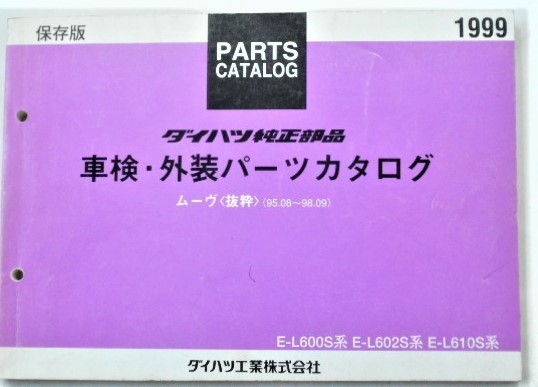 保存版
1999
PARTS
CATALOG
ダイハツ純正部品
車検・外装パーツカタログ
ムーヴ〈抜粋〉(95.08〜98.09)
E-L600S系 E-L602S系 E-L610S系
ダイハツ工業株式会社